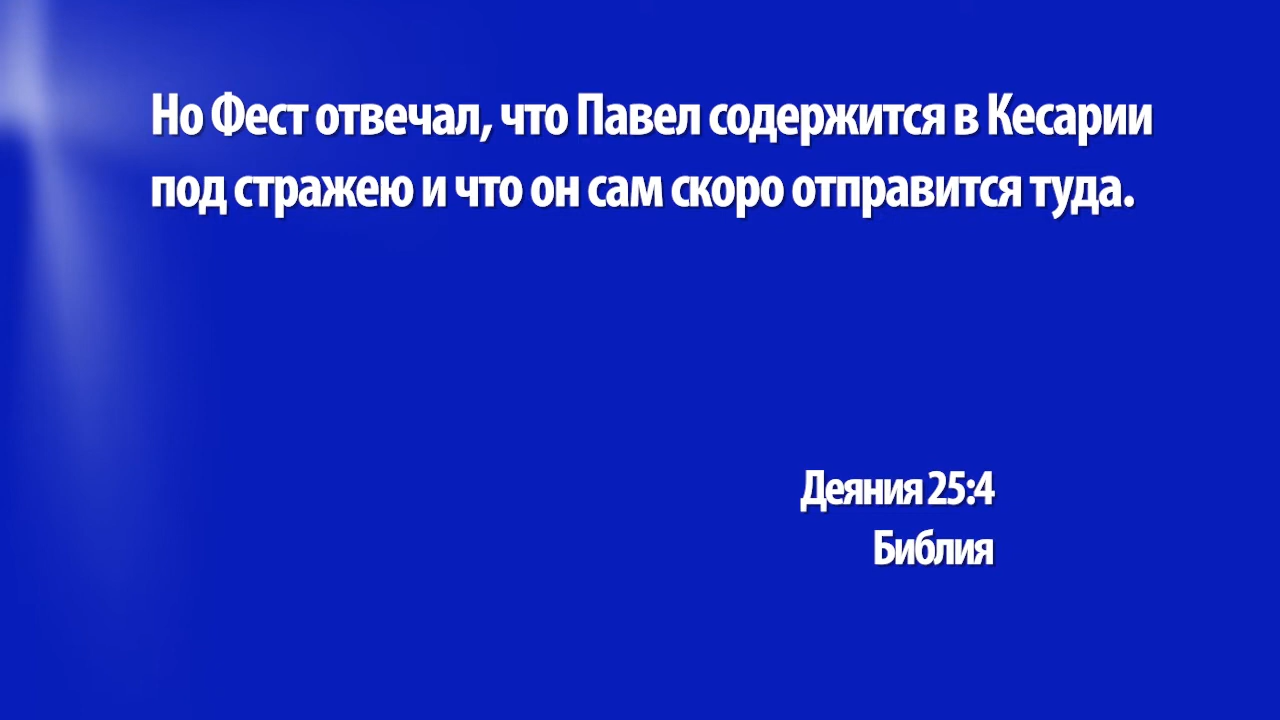 Но Фест отвечал, что Павел содержится в Кесарии
под стражею и что он сам скоро отправится туда.
Деяния 25:4
Библия